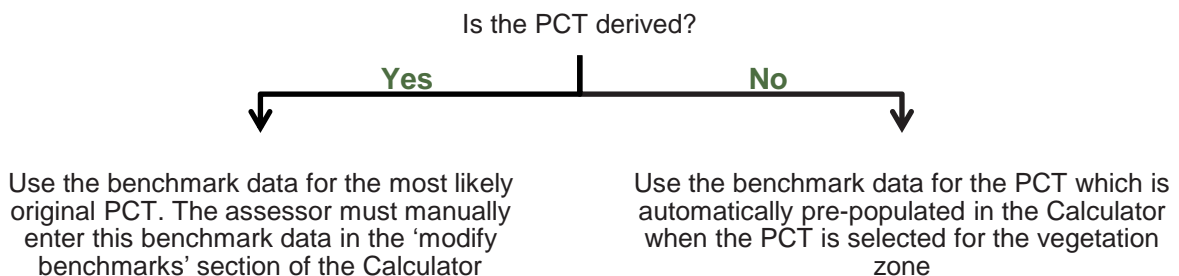 Is the PCT derived?
Yes
No
Use the benchmark data for the most likely
original PCT. The assessor must manually
enter this benchmark data in the ‘modify
benchmarks’ section of the Calculator
Use the benchmark data for the PCT which is
automatically pre-populated in the Calculator
when the PCT is selected for the vegetation
zone